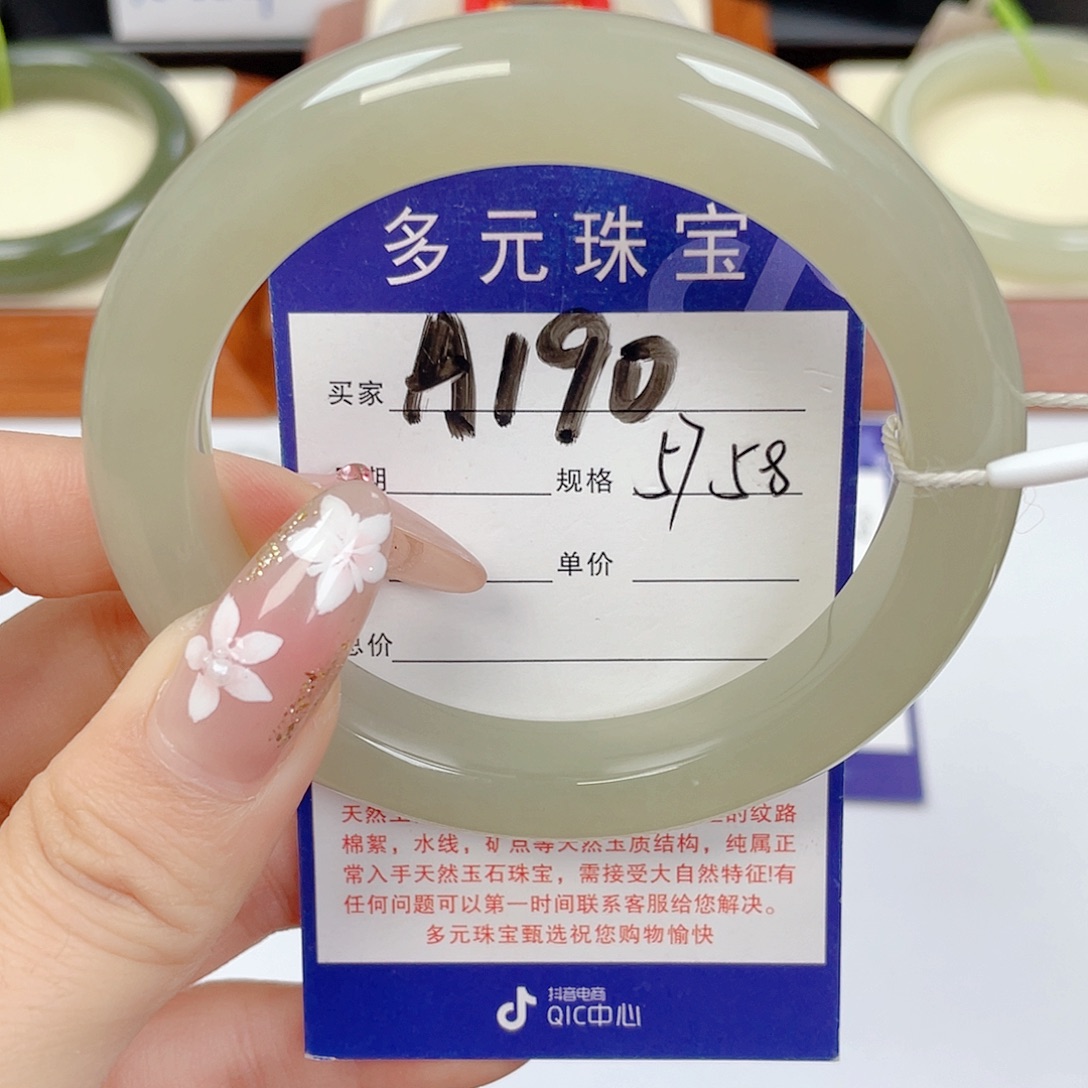 多元珠宝
买家 A190
期 规格 57 58
单价
总价
天然
的纹路
棉絮，水线，矿点等天然玉质结构，纯属正
常入手天然玉石珠宝，需接受大自然特征!有
任何问题可以第一时间联系客服给您解决。
多元珠宝甄选祝您购物愉快
抖音电商
QIC中心